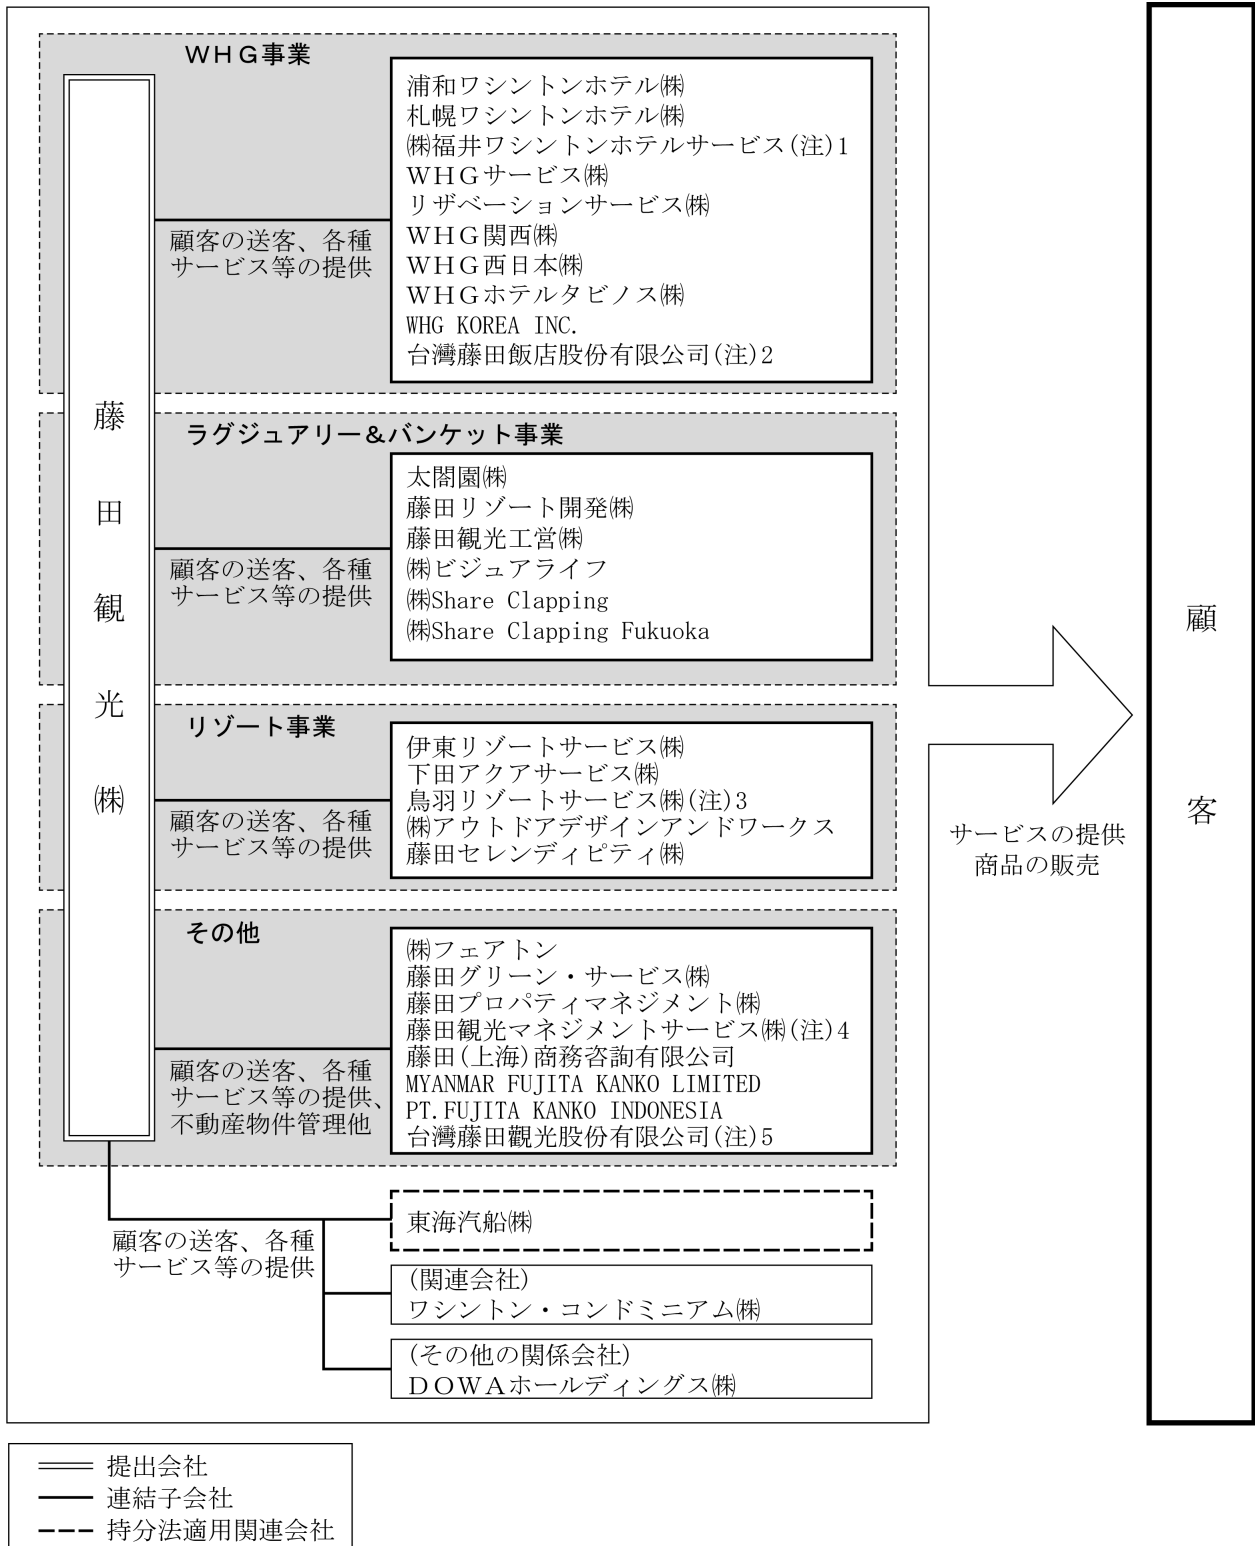 WHG事業
浦和ワシントンホテル㈱
札幌ワシントンホテル㈱
㈱福井ワシントンホテルサービス(注)1
WHGサービス㈱
リザベーションサービス㈱
WHG関西㈱
WHG西日本㈱
WHGホテルタビノス㈱
WHG KOREA INC.
台灣藤田飯店股份有限公司(注)2
顧客の送客、各種
サービス等の提供
藤田観光㈱
ラグジュアリー&バンケット事業
太閤園㈱
藤田リゾート開発㈱
藤田観光工営㈱
㈱ビジュアライフ
㈱Share Clapping
㈱Share Clapping Fukuoka
顧客の送客、各種
サービス等の提供
リゾート事業
伊東リゾートサービス㈱
下田アクアサービス㈱
鳥羽リゾートサービス㈱(注)3
㈱アウトドアデザインアンドワークス
藤田セレンディピティ㈱
顧客の送客、各種
サービス等の提供
その他
㈱フェアトン
藤田グリーン・サービス㈱
藤田プロパティマネジメント㈱
藤田観光マネジメントサービス㈱(注)4
藤田(上海)商務咨詢有限公司
MYANMAR FUJITA KANKO LIMITED
PT.FUJITA KANKO INDONESIA
台灣藤田觀光股份有限公司(注)5
顧客の送客、各種
サービス等の提供、
不動産物件管理他
東海汽船㈱
顧客の送客、各種
サービス等の提供
(関連会社)
ワシントン・コンドミニアム㈱
(その他の関係会社)
DOWAホールディングス㈱
サービスの提供
商品の販売
顧客
提出会社
連結子会社
持分法適用関連会社